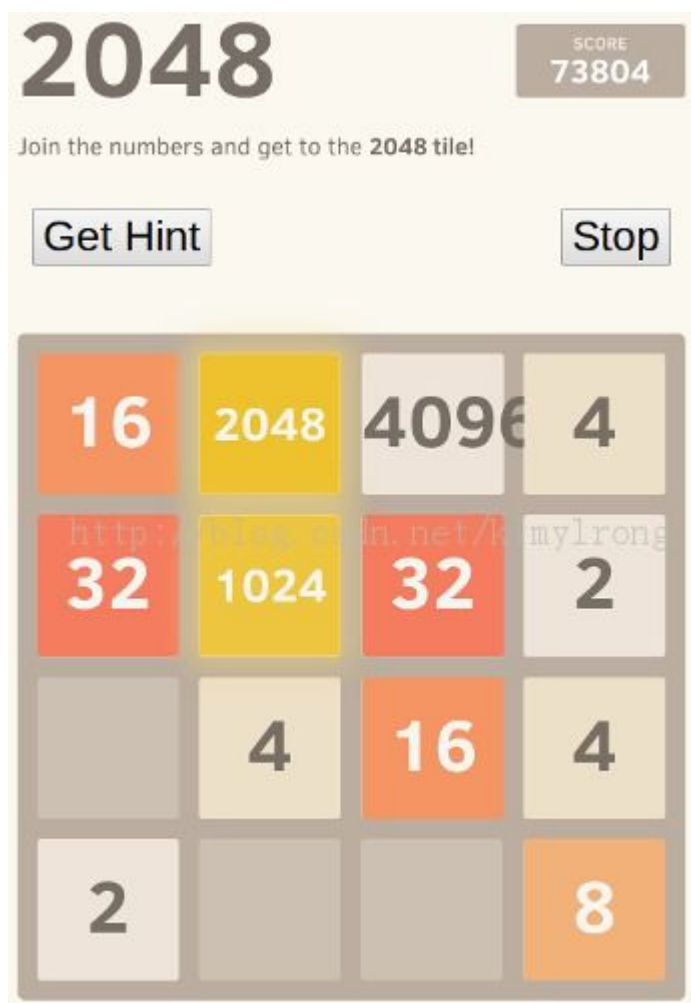 2048
SCORE
73804
Join the numbers and get to the 2048 tile!
Get Hint
Stop
16 2048 4096 4
http://blog.csdn.net/kimylrong
32 1024 32 2
4 16 4
2 8